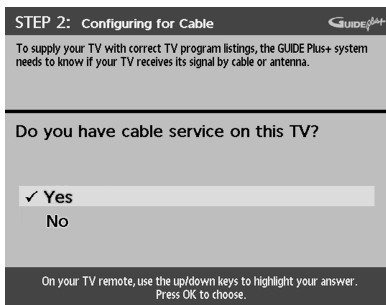 STEP 2: Configuring for Cable
GUIDEplus+
To supply your TV with correct TV program listings, the GUIDE Plus+ system
needs to know if your TV receives its signal by cable or antenna.
Do you have cable service on this TV?
✓ Yes
No
On your TV remote, use the up/down keys to highlight your answer.
Press OK to choose.